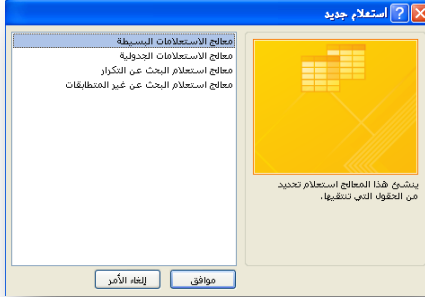 استعلام جديد
معالج الاستعلامات البسيطة
معالج الاستعلامات الجدولية
معالج استعلام البحث عن التكرار
معالج استعلام البحث عن غير المتطابقات
ينشئ هذا المعالج استعلام تحديد
من الحقول التي تنتقيها.
موافق
إلغاء الأمر